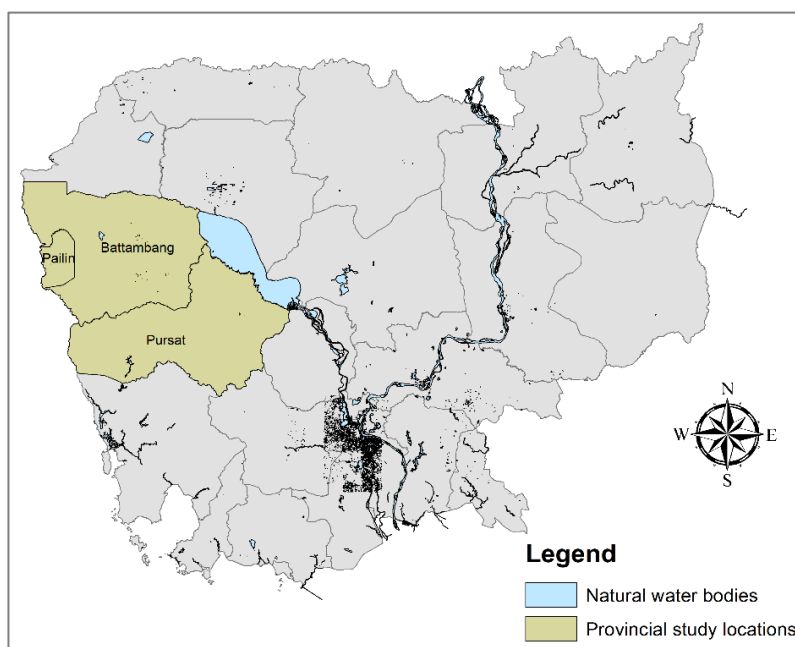 Battambang
Pailin
Pursat
N
W E
S
Legend
Natural water bodies
Provincial study locations